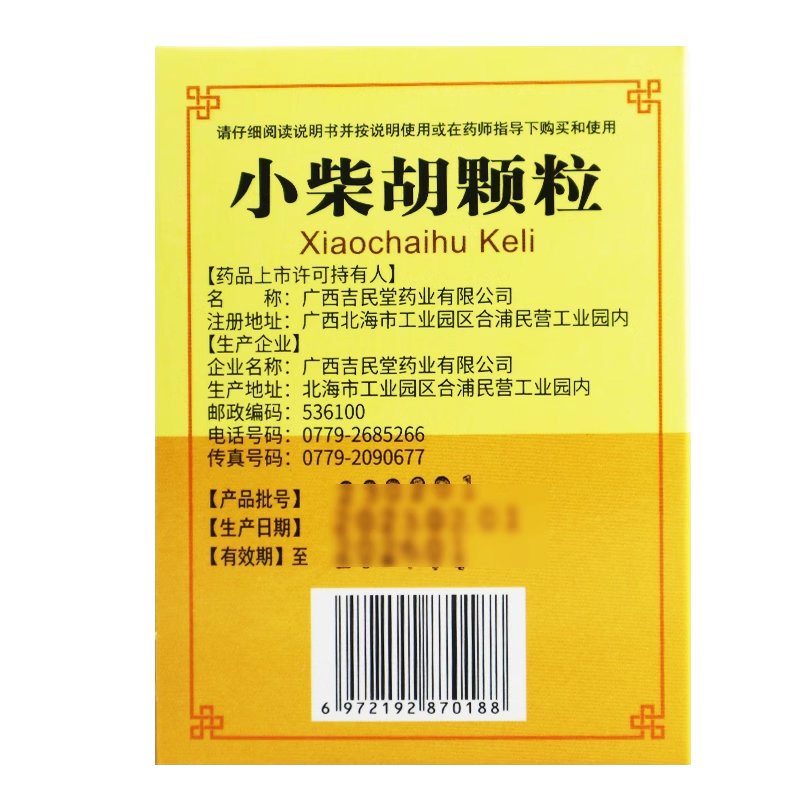 请仔细阅读说明书并按说明使用或在药师指导下购买和使用
小柴胡颗粒
Xiaochaihu Keli
【药品上市许可持有人】
名　　称：广西吉民堂药业有限公司
注册地址：广西北海市工业园区合浦民营工业园内
【生产企业】
企业名称：广西吉民堂药业有限公司
生产地址：北海市工业园区合浦民营工业园内
邮政编码：536100
电话号码：0779-2685266
传真号码：0779-2090677
【产品批号】
【生产日期】
【有效期】至
6 972192 870188